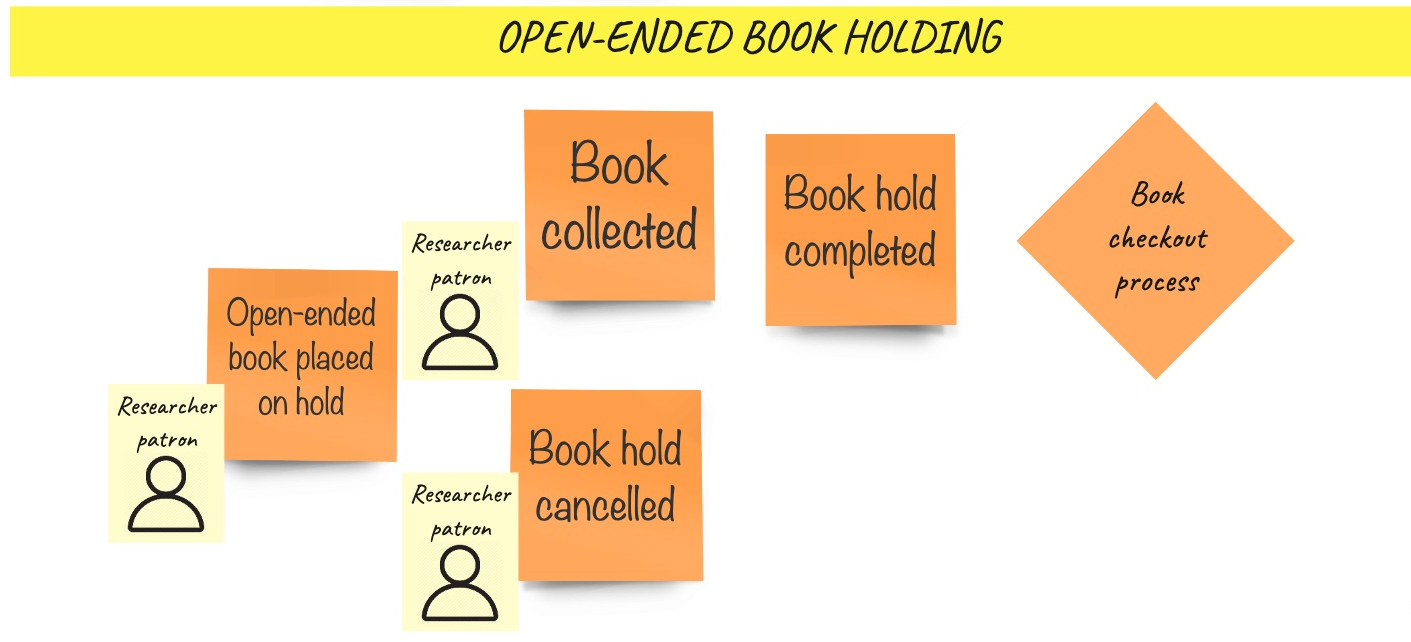 OPEN-ENDED BOOK HOLDING
Researcher
patron
Open-ended
book placed
on hold
Researcher
patron
Book
collected
Researcher
patron
Book hold
cancelled
Book hold
completed
Book
checkout
process